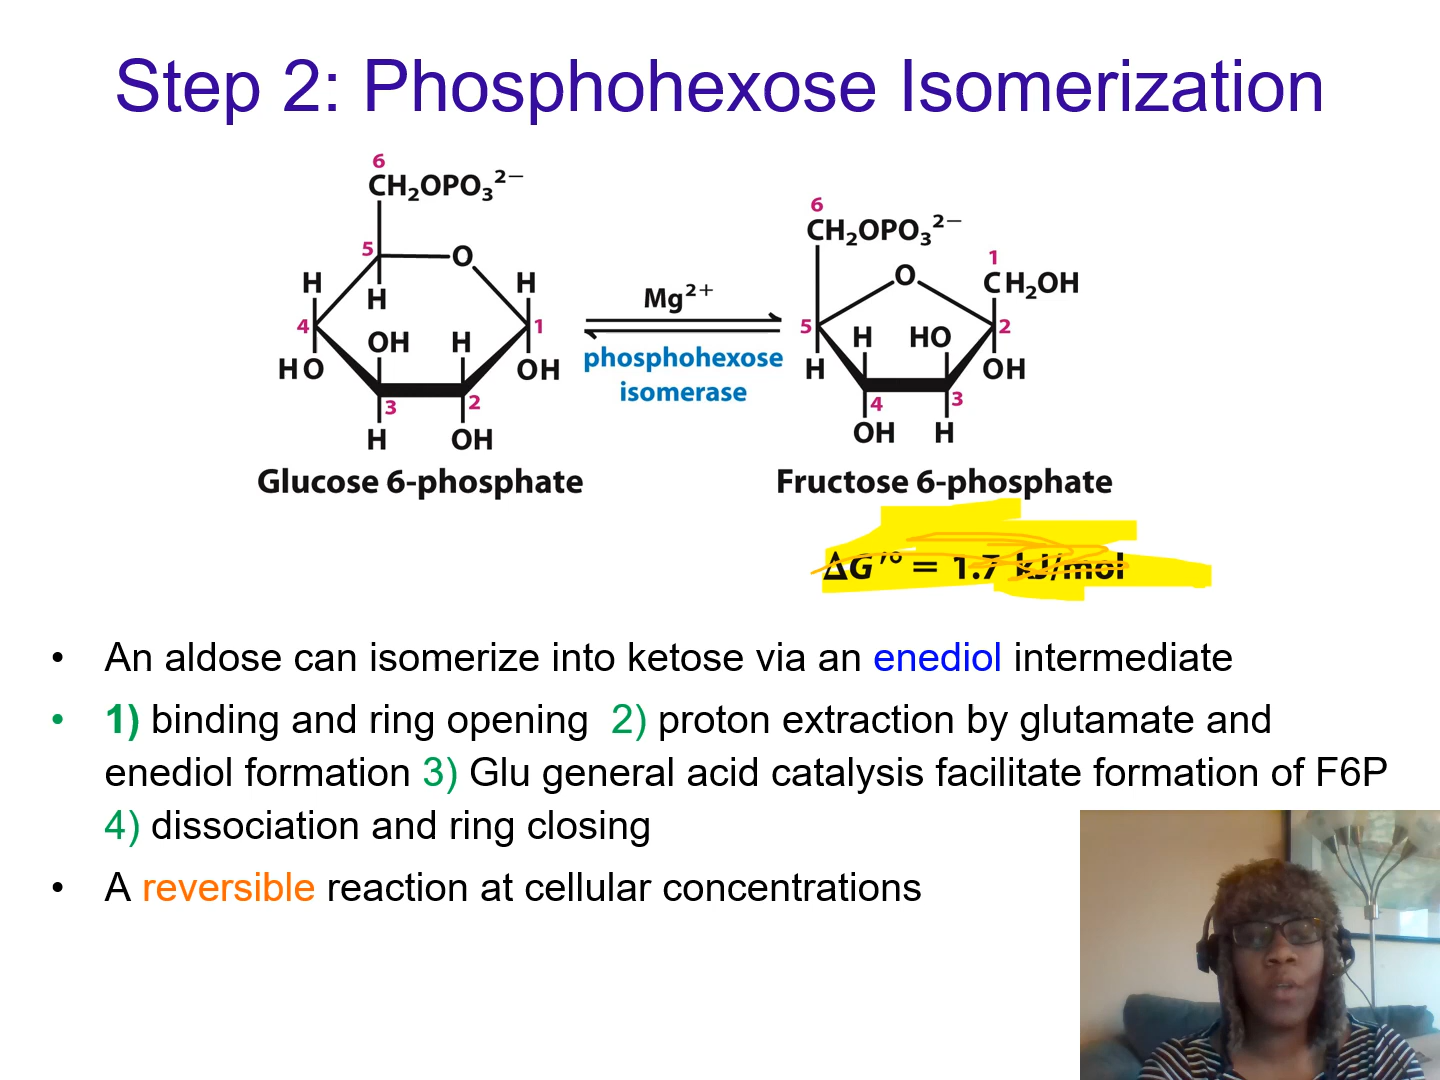 Step 2: Phosphohexose Isomerization
6
CH₂OPO₃²⁻
5
O
H
H
H
4
1
OH
H
HO
OH
3
2
H
OH
Glucose 6-phosphate
Mg²⁺
phosphohexose
isomerase
6
CH₂OPO₃²⁻
1
O
CH₂OH
5
2
H
HO
H
OH
4
3
OH
H
Fructose 6-phosphate
ΔG′° = 1.7 kJ/mol
• An aldose can isomerize into ketose via an enediol intermediate
• 1) binding and ring opening 2) proton extraction by glutamate and
enediol formation 3) Glu general acid catalysis facilitate formation of F6P
4) dissociation and ring closing
• A reversible reaction at cellular concentrations